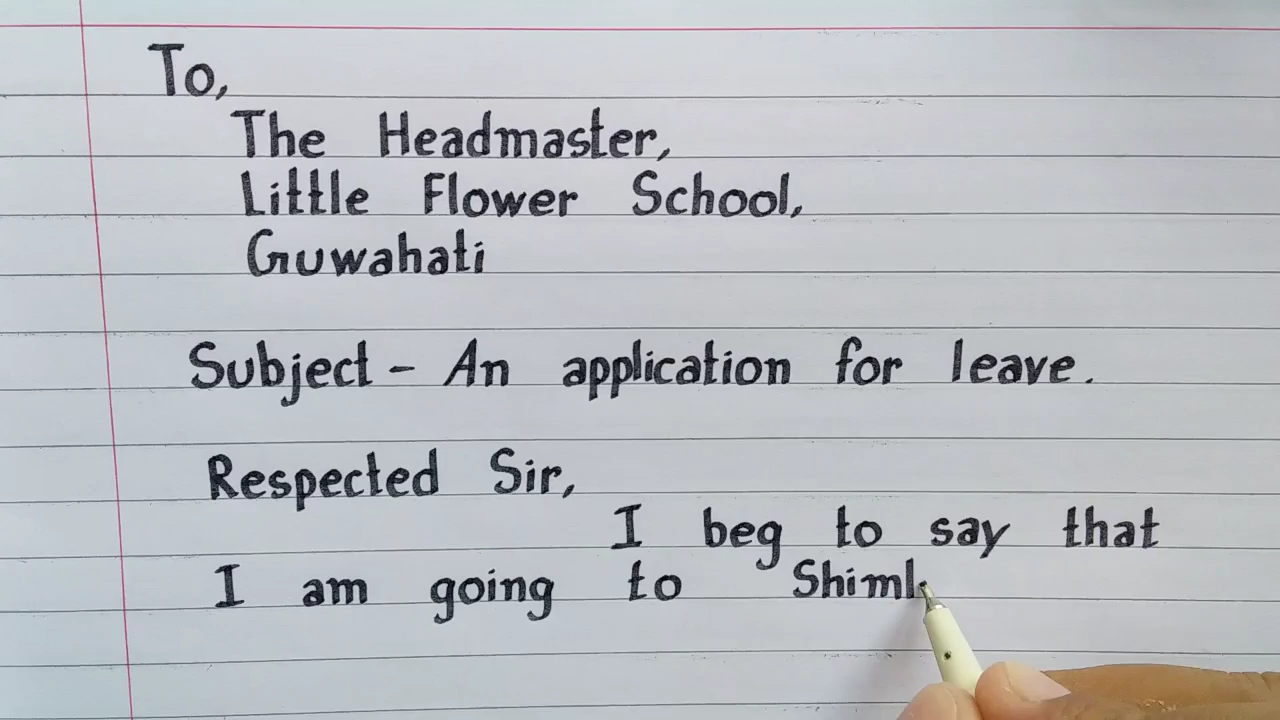 To,
The Headmaster,
Little Flower School,
Guwahati
Subject - An application for leave.
Respected Sir,
I beg to say that
I am going to Shiml